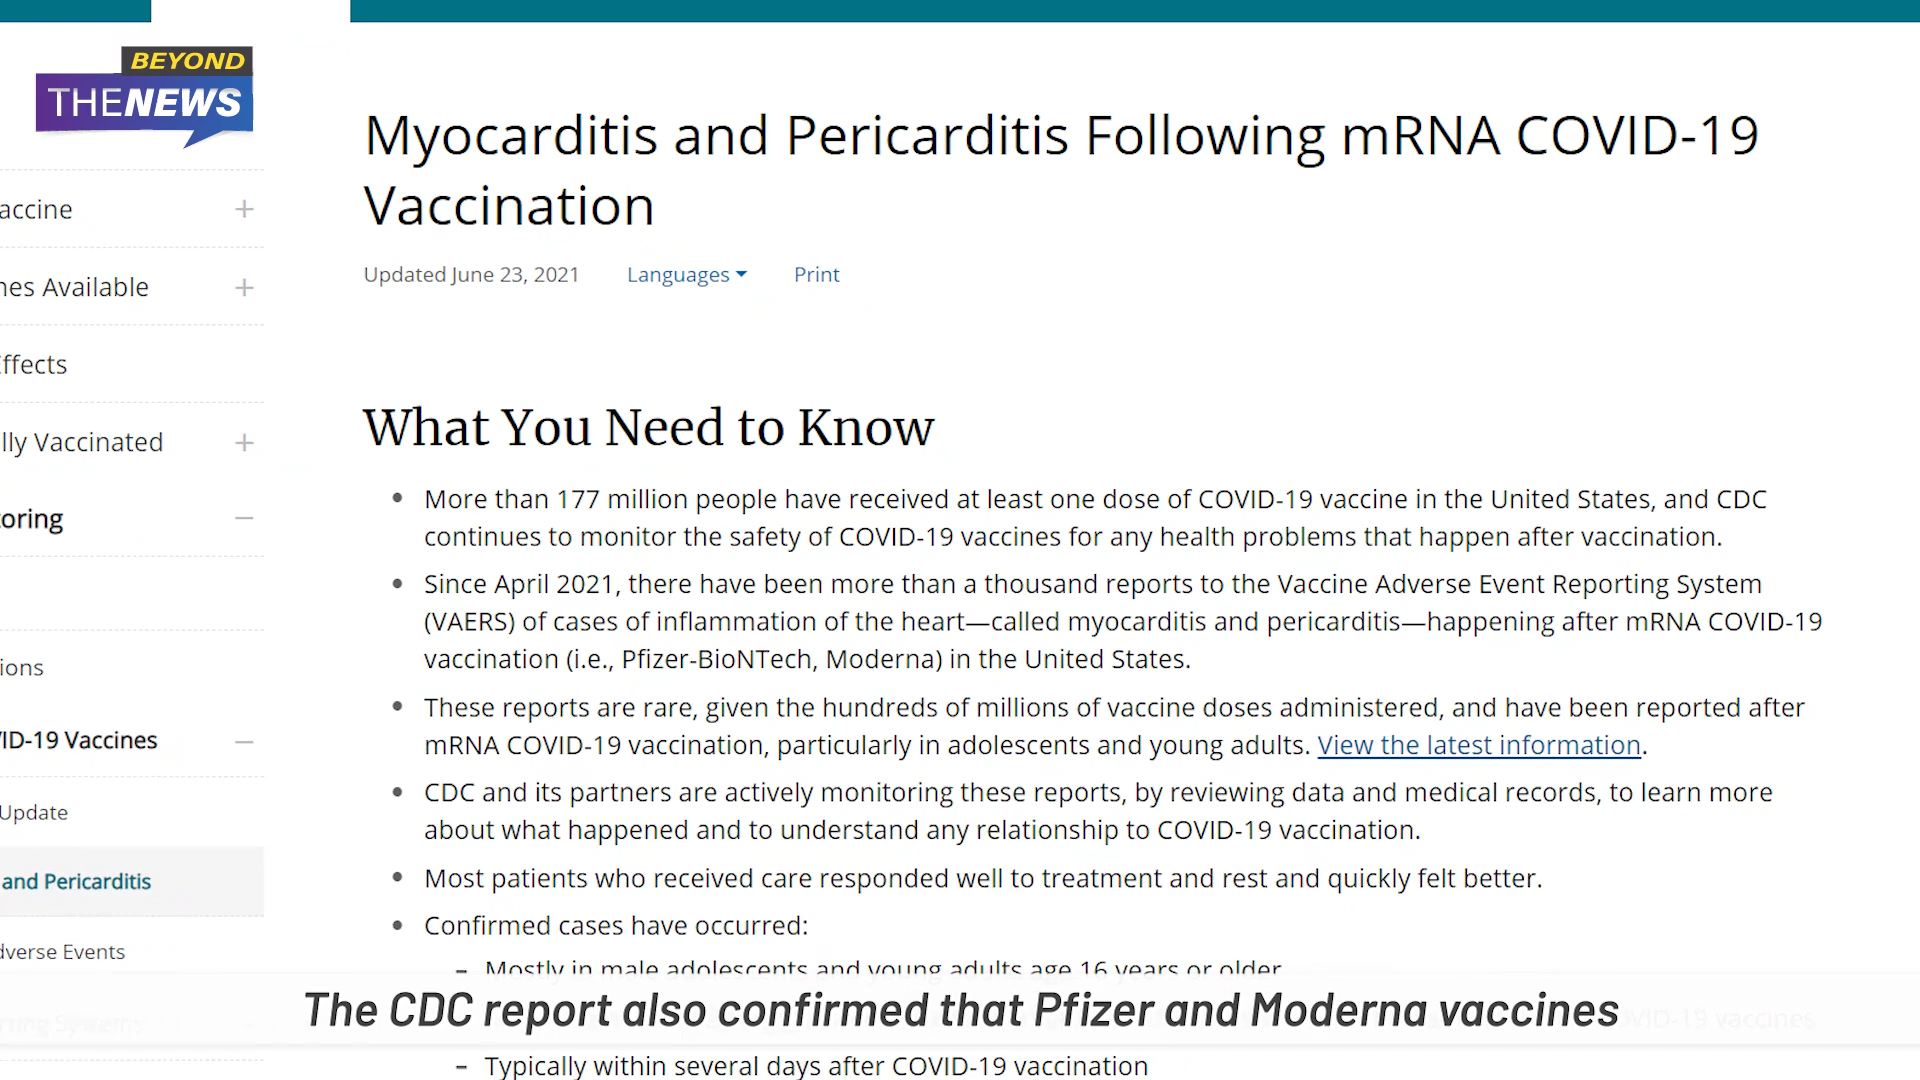 BEYOND
THENEWS
Myocarditis and Pericarditis Following mRNA COVID-19
Vaccination
Updated June 23, 2021 Languages Print
accine
nes Available
ffects
lly Vaccinated
oring
ions
ID-19 Vaccines
Update
and Pericarditis
dverse Events
What You Need to Know
More than 177 million people have received at least one dose of COVID-19 vaccine in the United States, and CDC
continues to monitor the safety of COVID-19 vaccines for any health problems that happen after vaccination.
Since April 2021, there have been more than a thousand reports to the Vaccine Adverse Event Reporting System
(VAERS) of cases of inflammation of the heart—called myocarditis and pericarditis—happening after mRNA COVID-19
vaccination (i.e., Pfizer-BioNTech, Moderna) in the United States.
These reports are rare, given the hundreds of millions of vaccine doses administered, and have been reported after
mRNA COVID-19 vaccination, particularly in adolescents and young adults. View the latest information.
CDC and its partners are actively monitoring these reports, by reviewing data and medical records, to learn more
about what happened and to understand any relationship to COVID-19 vaccination.
Most patients who received care responded well to treatment and rest and quickly felt better.
Confirmed cases have occurred:
– Mostly in male adolescents and young adults age 16 years or older
The CDC report also confirmed that Pfizer and Moderna vaccines
– Typically within several days after COVID-19 vaccination